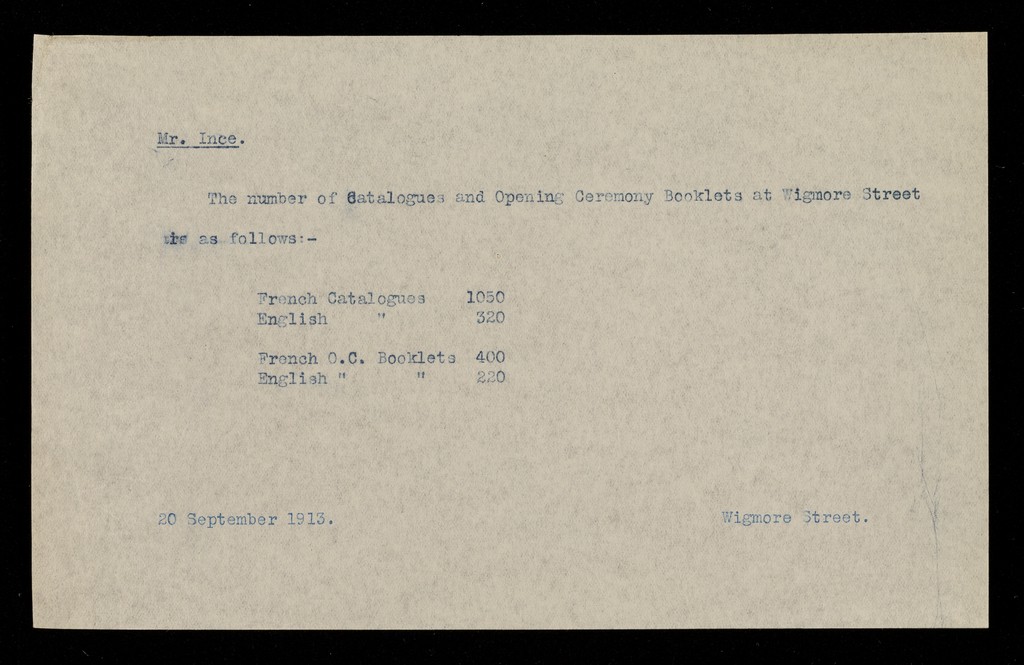 Mr. Ince.
The number of Catalogues and Opening Ceremony Booklets at Wigmore Street
is as follows:-
French Catalogues 1050
English " 320
French O.C. Booklets 400
English " " 220
20 September 1913.
Wigmore Street.